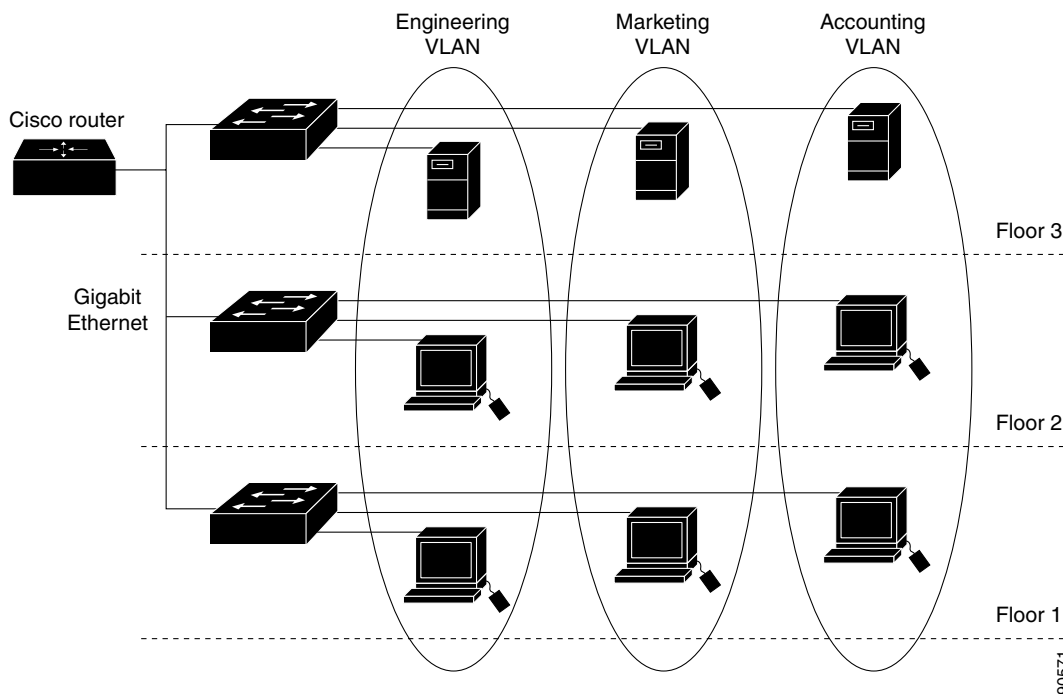 Engineering
VLAN
Marketing
VLAN
Accounting
VLAN
Cisco router
Floor 3
Gigabit
Ethernet
Floor 2
Floor 1